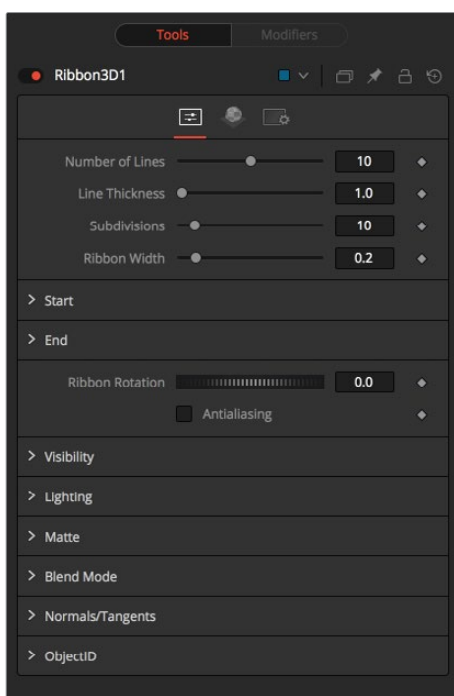 Tools Modifiers
Ribbon3D1
Number of Lines 10
Line Thickness 1.0
Subdivisions 10
Ribbon Width 0.2
Start
End
Ribbon Rotation 0.0
Antialiasing
Visibility
Lighting
Matte
Blend Mode
Normals/Tangents
ObjectID